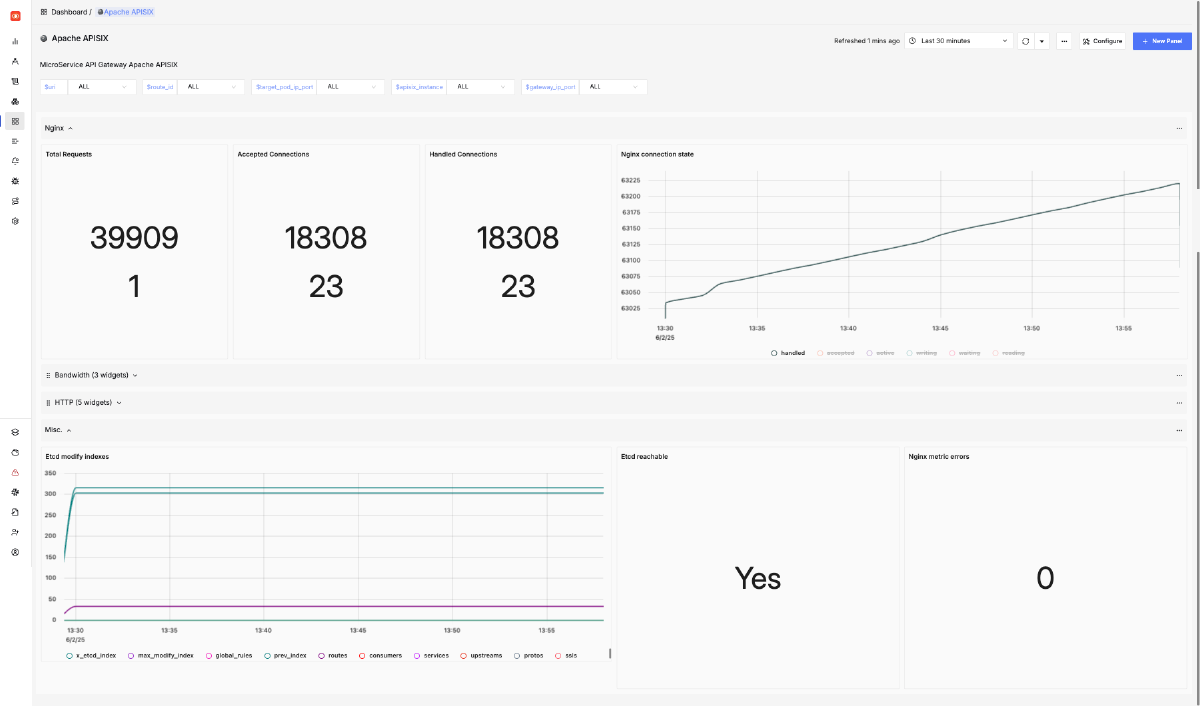 Dashboard / Apache APISIX
Apache APISIX
Refreshed 1 mins ago
Last 30 minutes
Configure
+ New Panel
MicroService API Gateway Apache APISIX
$uri ALL
$route_id ALL
$target_pod_ip_port ALL
$apisix_instance ALL
$gateway_ip_port ALL
Nginx
Total Requests
39909
1
Accepted Connections
18308
23
Handled Connections
18308
23
Nginx connection state
63225
63200
63175
63150
63125
63100
63075
63050
63025
13:30 13:35 13:40 13:45 13:50 13:55
6/2/25
handled accepted active writing waiting reading
Bandwidth (3 widgets)
HTTP (5 widgets)
Misc.
Etcd modify indexes
350
300
250
200
150
100
50
0
13:30 13:35 13:40 13:45 13:50 13:55
6/2/25
x_etcd_index max_modify_index global_rules prev_index routes consumers services upstreams protos ssls
Etcd reachable
Yes
Nginx metric errors
0